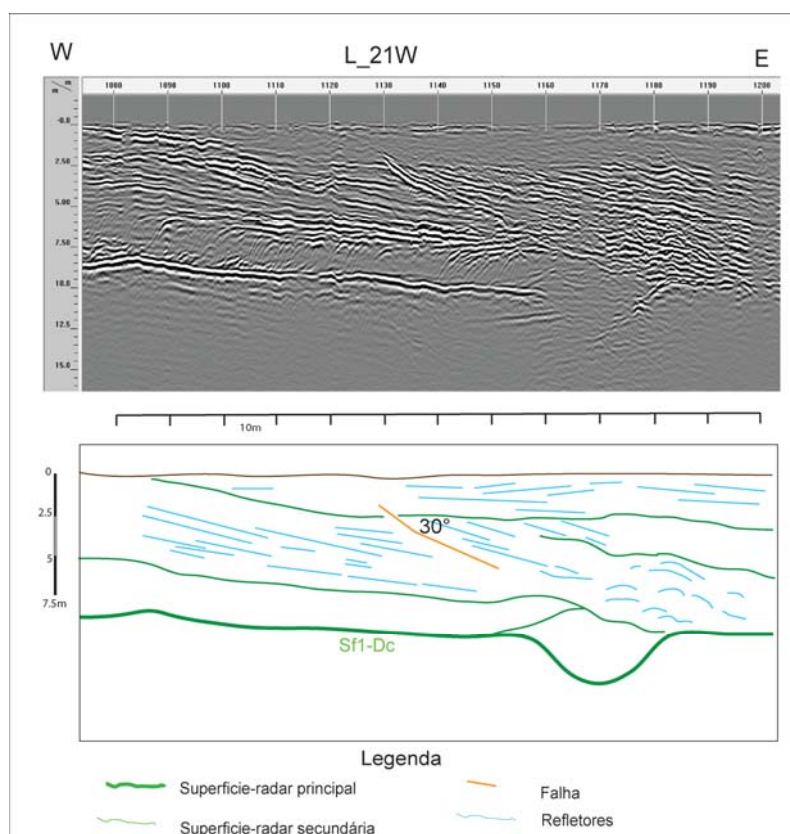 W L_21W E
m/m 1080 1090 1100 1110 1120 1130 1140 1150 1160 1170 1180 1190 1200
-0.0
2.50
5.00
7.50
10.0
12.5
15.0
10m
0
2.5
5
7.5m
30°
Sf1-Dc
Legenda
Superfície-radar principal Falha
Superfície-radar secundária Refletores